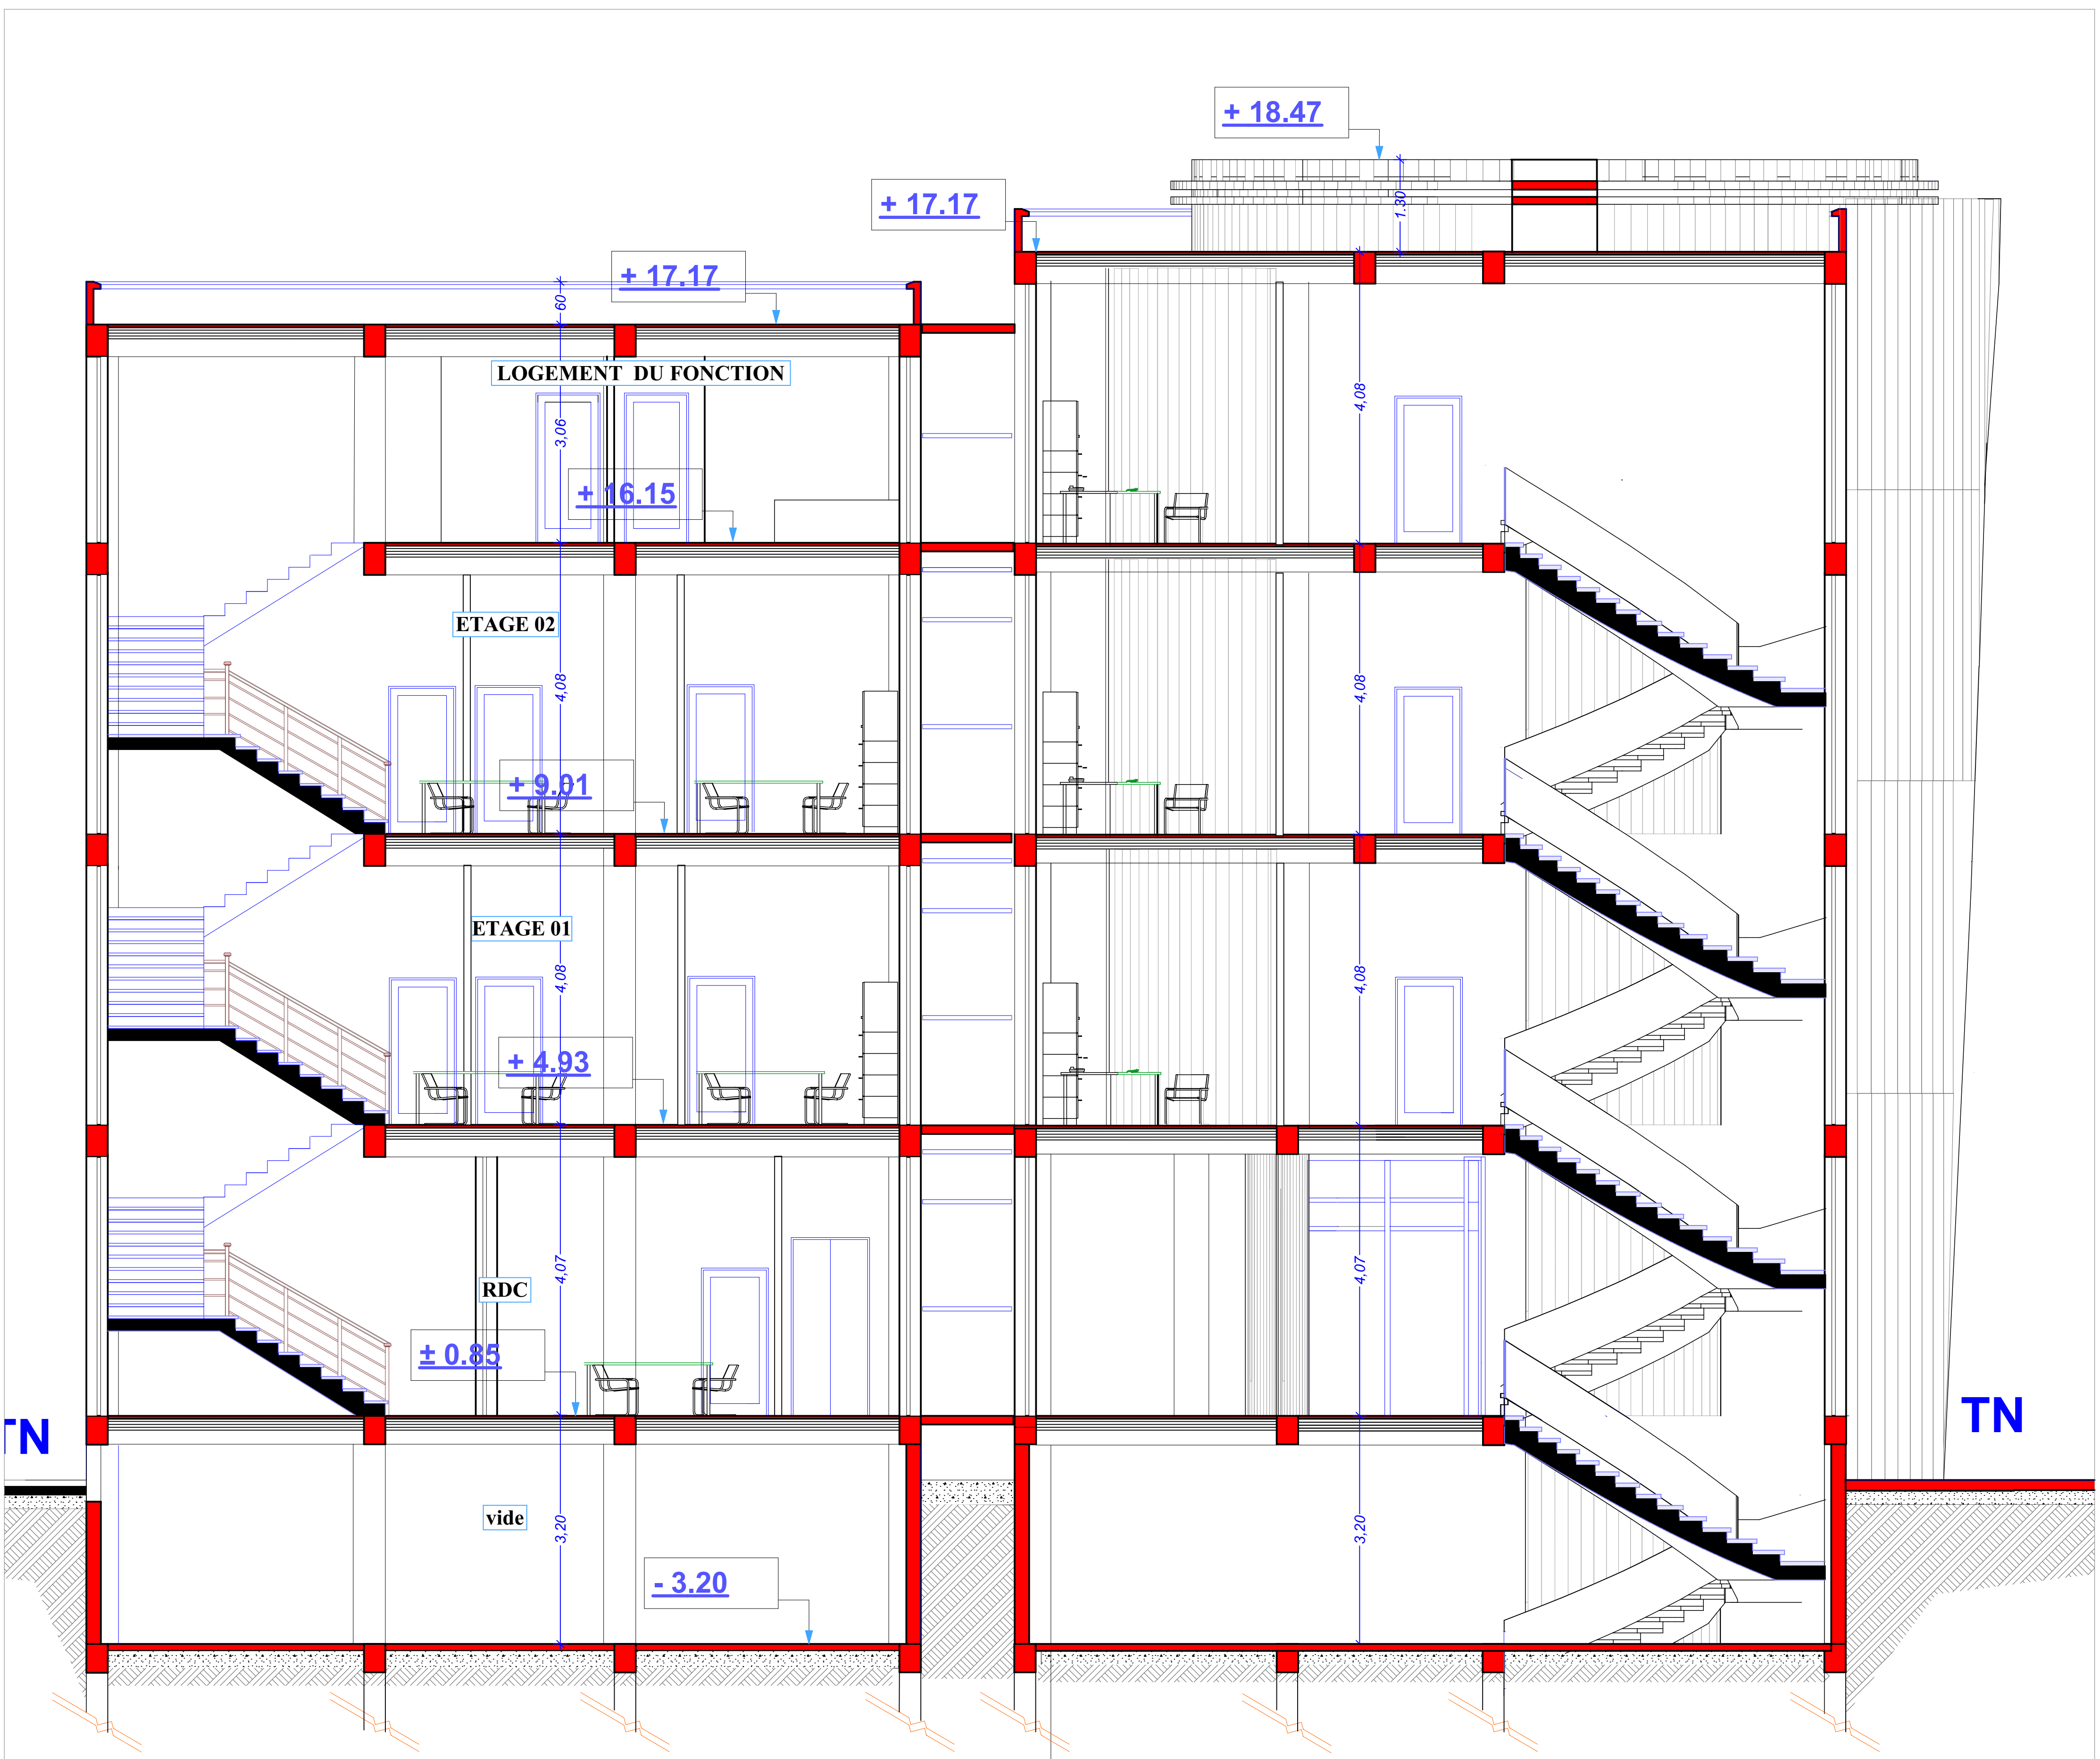 + 18.47
1.30
+ 17.17
+ 17.17
60
LOGEMENT DU FONCTION
3,06
4,08
+ 16.15
ETAGE 02
4,08
4,08
+ 9.01
ETAGE 01
4,08
4,08
+ 4.93
RDC
4,07
4,07
± 0.85
TN
TN
vide
3,20
3,20
- 3.20